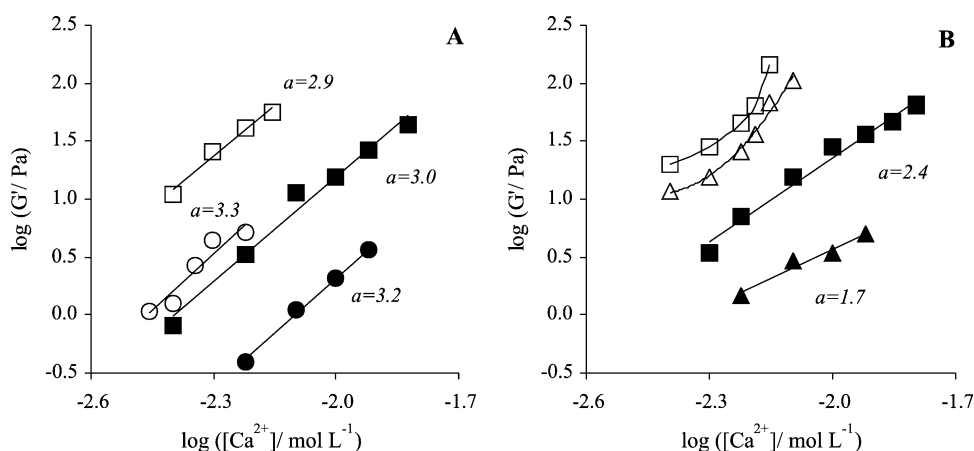 A
log (G'/ Pa)
2.5
2.0
1.5
1.0
0.5
0.0
-0.5
a=2.9
a=3.0
a=3.3
a=3.2
-2.6 -2.3 -2.0 -1.7
log ([Ca²⁺]/ mol L⁻¹)
B
log (G'/ Pa)
2.5
2.0
1.5
1.0
0.5
0.0
-0.5
a=2.4
a=1.7
-2.6 -2.3 -2.0 -1.7
log ([Ca²⁺]/ mol L⁻¹)